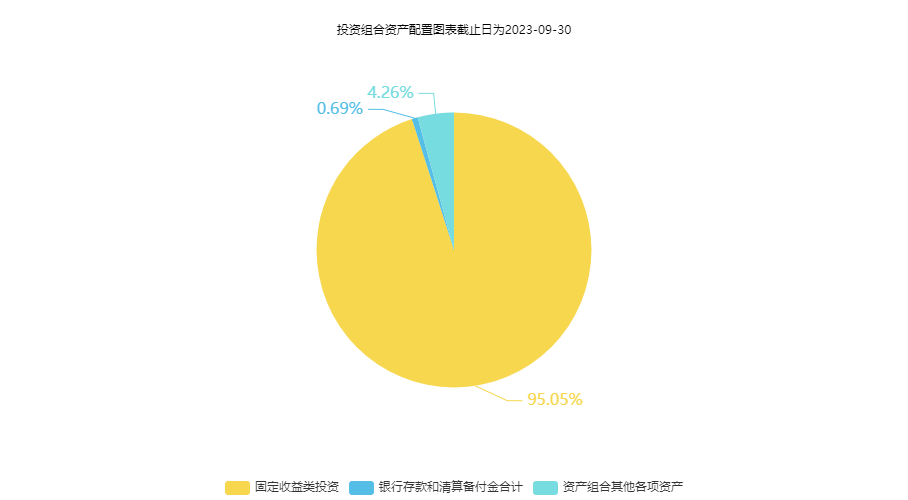 投资组合资产配置图表截止日为2023-09-30
4.26%
0.69%
95.05%
固定收益类投资 银行存款和清算备付金合计 资产组合其他各项资产